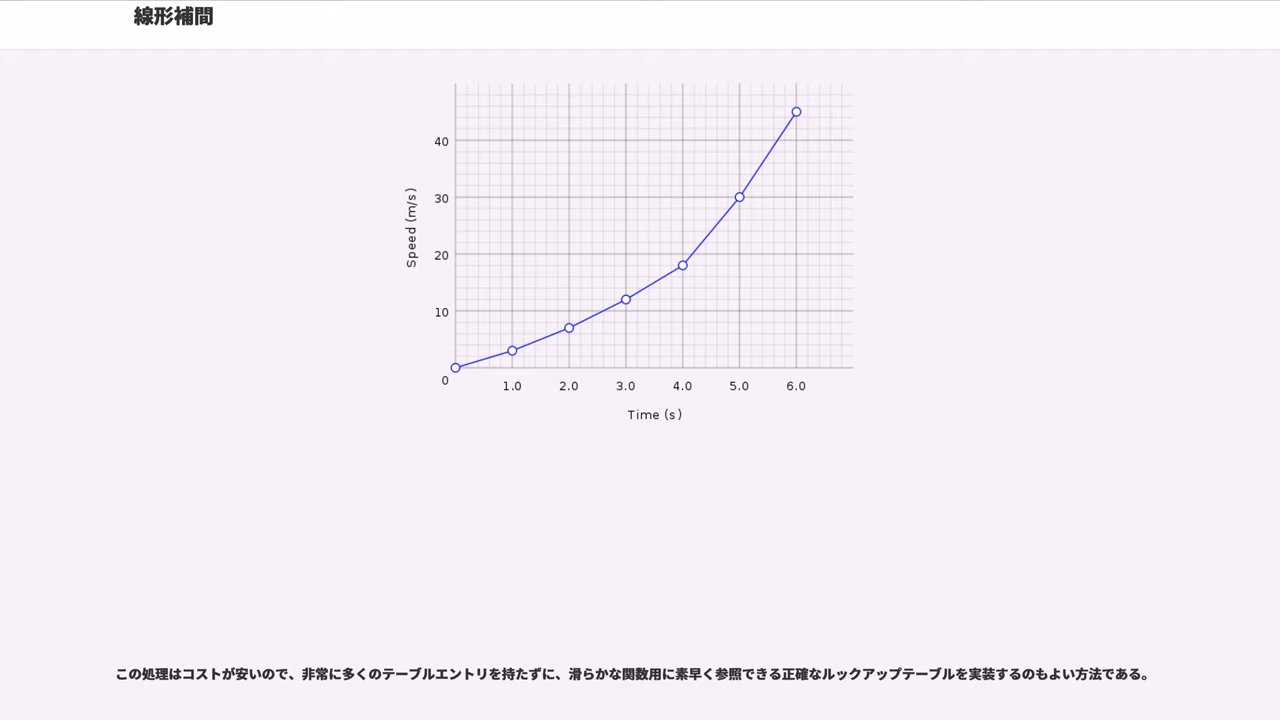 線形補間
40
30
20
10
0
Speed (m/s)
1.0 2.0 3.0 4.0 5.0 6.0
Time (s)
この処理はコストが安いので、非常に多くのテーブルエントリを持たずに、滑らかな関数用に素早く参照できる正確なルックアップテーブルを実装するのもよい方法である。